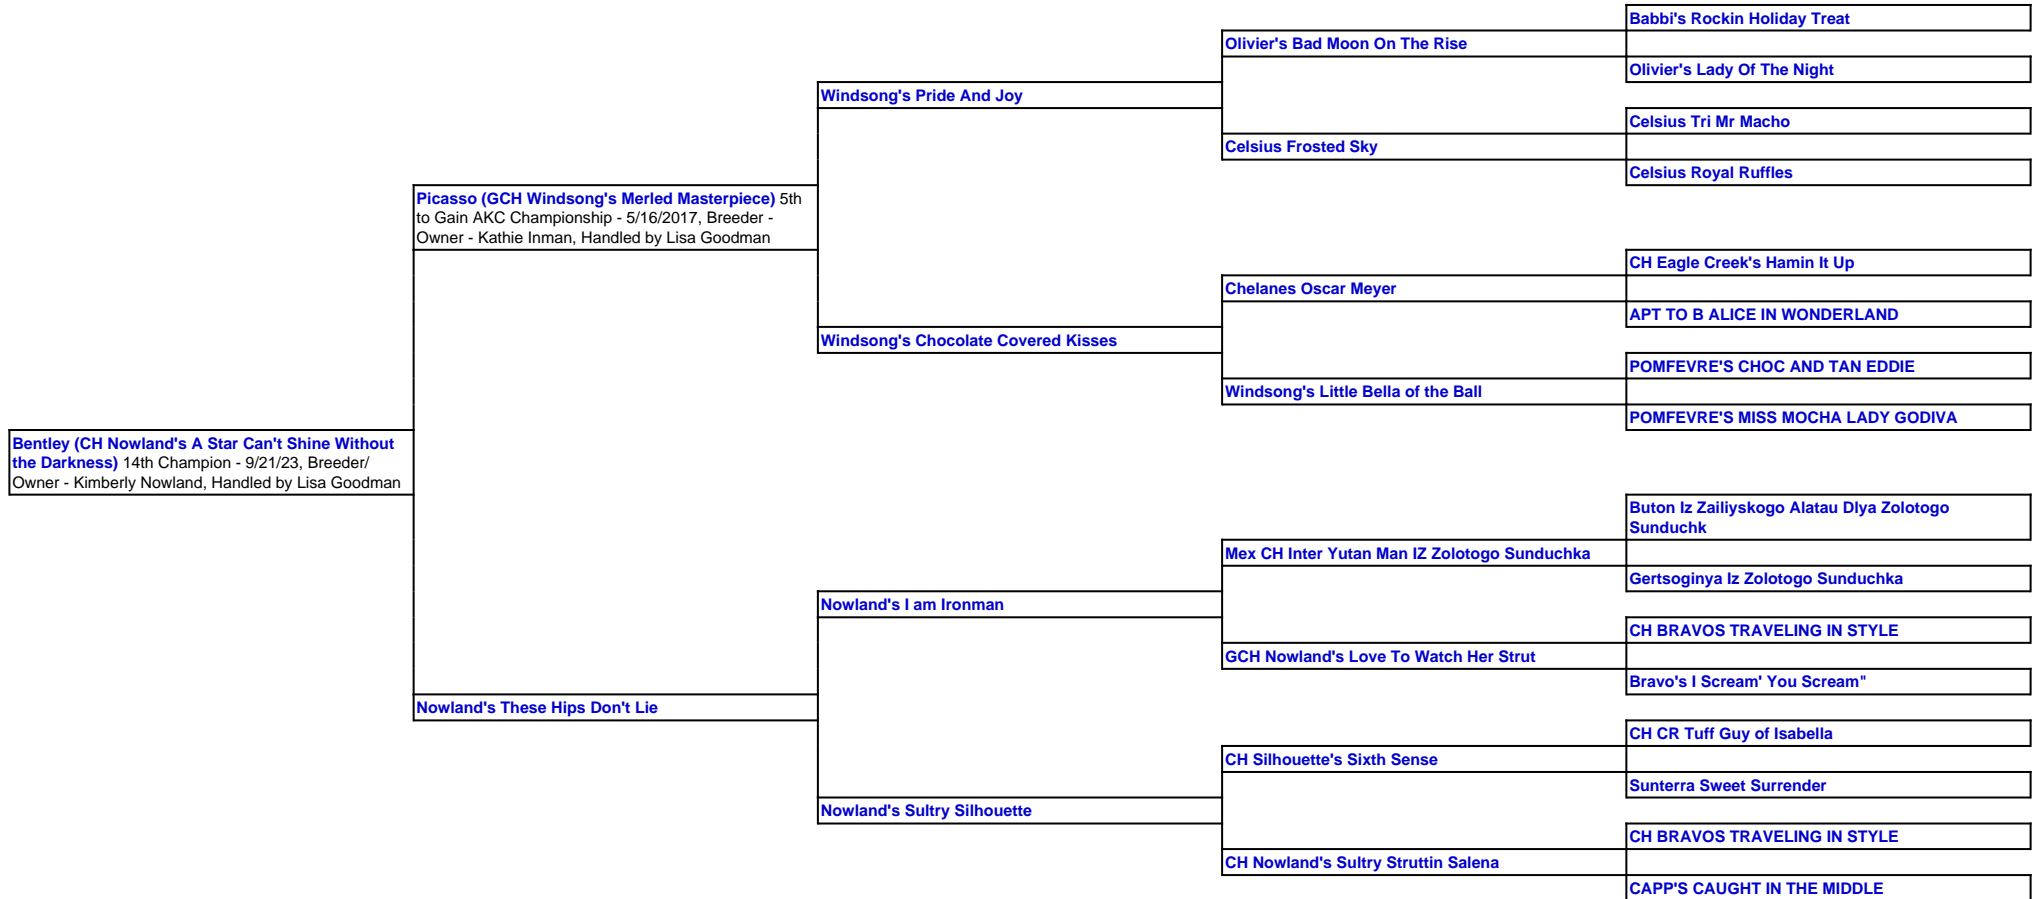 Babbi's Rockin Holiday Treat
Olivier's Bad Moon On The Rise
Olivier's Lady Of The Night
Windsong's Pride And Joy
Celsius Tri Mr Macho
Celsius Frosted Sky
Celsius Royal Ruffles
Picasso (GCH Windsong's Merled Masterpiece) 5th
to Gain AKC Championship - 5/16/2017, Breeder -
Owner - Kathie Inman, Handled by Lisa Goodman
CH Eagle Creek's Hamin It Up
Chelanes Oscar Meyer
APT TO B ALICE IN WONDERLAND
Windsong's Chocolate Covered Kisses
POMFEVRE'S CHOC AND TAN EDDIE
Windsong's Little Bella of the Ball
POMFEVRE'S MISS MOCHA LADY GODIVA
Bentley (CH Nowland's A Star Can't Shine Without
the Darkness) 14th Champion - 9/21/23, Breeder/
Owner - Kimberly Nowland, Handled by Lisa Goodman
Buton Iz Zailiyskogo Alatau Dlya Zolotogo
Sunduchk
Mex CH Inter Yutan Man IZ Zolotogo Sunduchka
Gertsoginya Iz Zolotogo Sunduchka
Nowland's I am Ironman
CH BRAVOS TRAVELING IN STYLE
GCH Nowland's Love To Watch Her Strut
Bravo's I Scream' You Scream"
Nowland's These Hips Don't Lie
CH CR Tuff Guy of Isabella
CH Silhouette's Sixth Sense
Sunterra Sweet Surrender
Nowland's Sultry Silhouette
CH BRAVOS TRAVELING IN STYLE
CH Nowland's Sultry Struttin Salena
CAPP'S CAUGHT IN THE MIDDLE